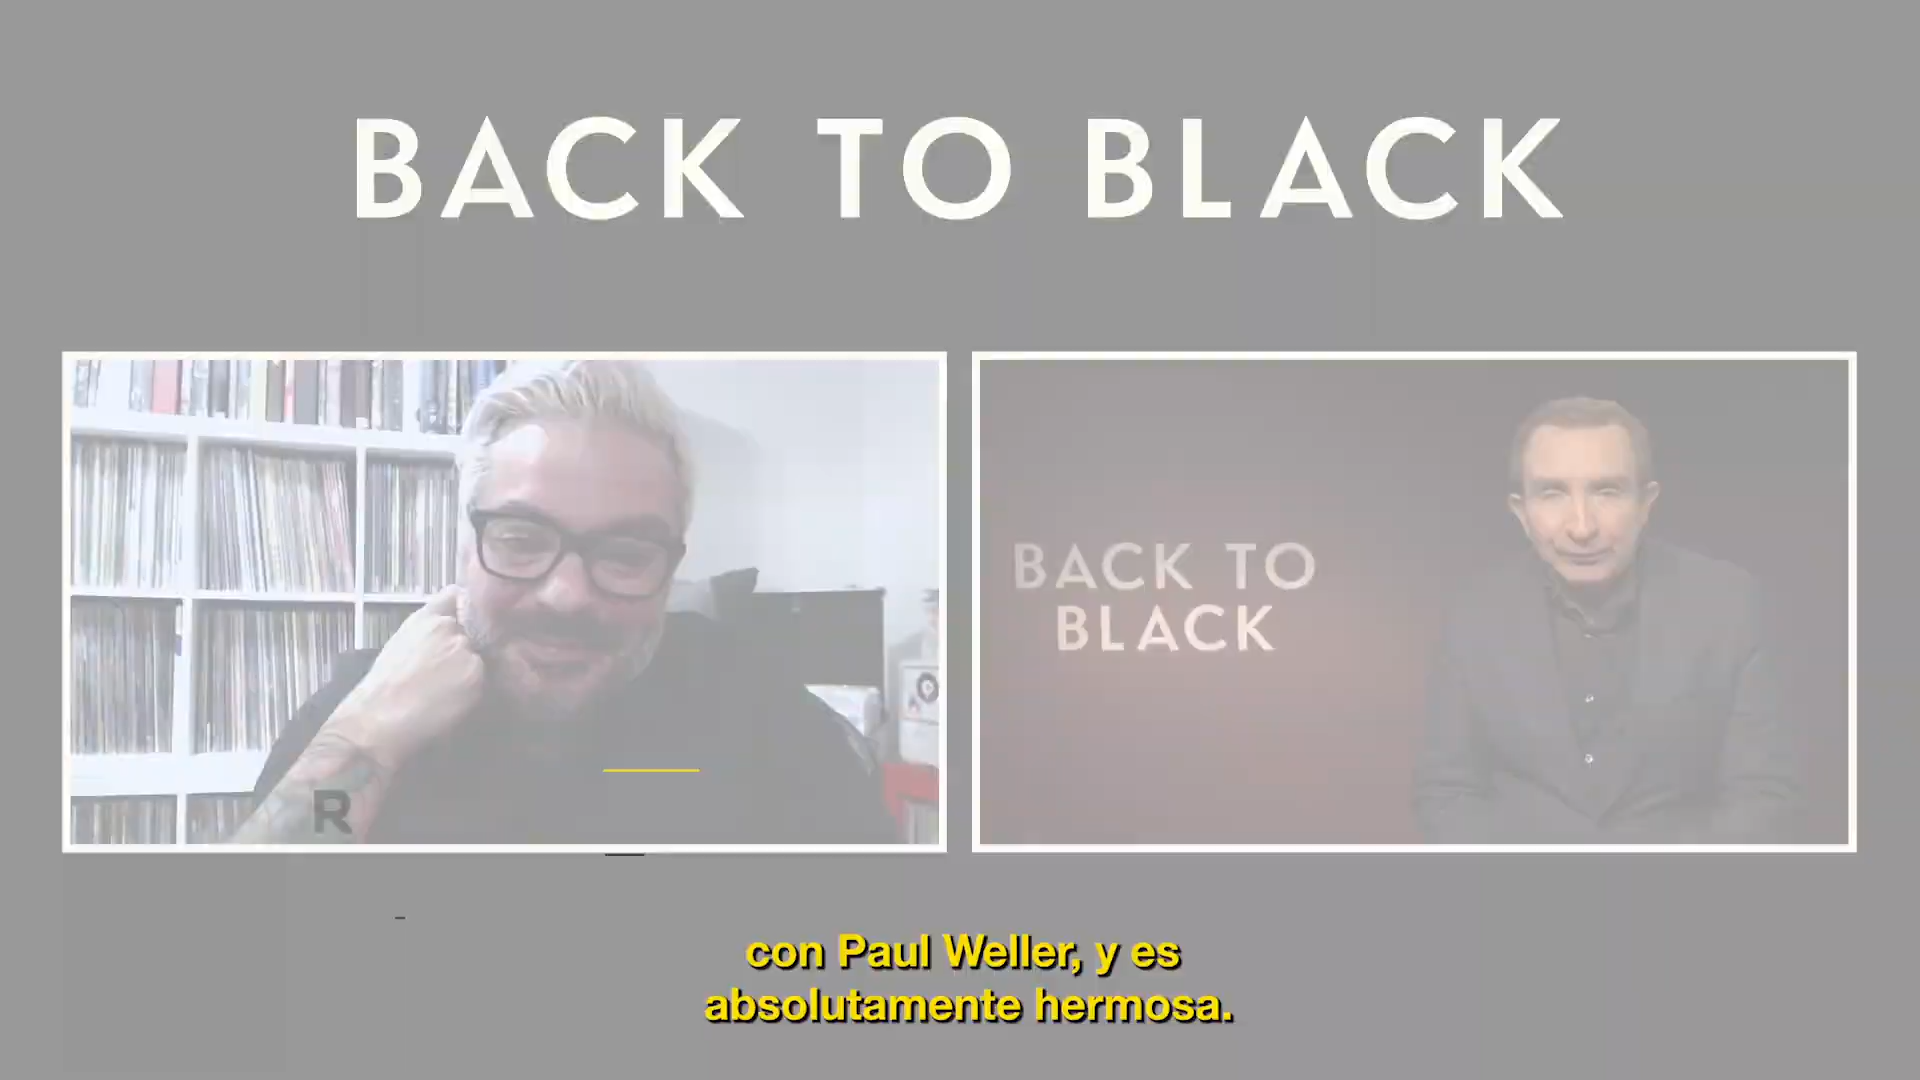 BACK TO BLACK
BACK TO
BLACK
R
con Paul Weller, y es
absolutamente hermosa.